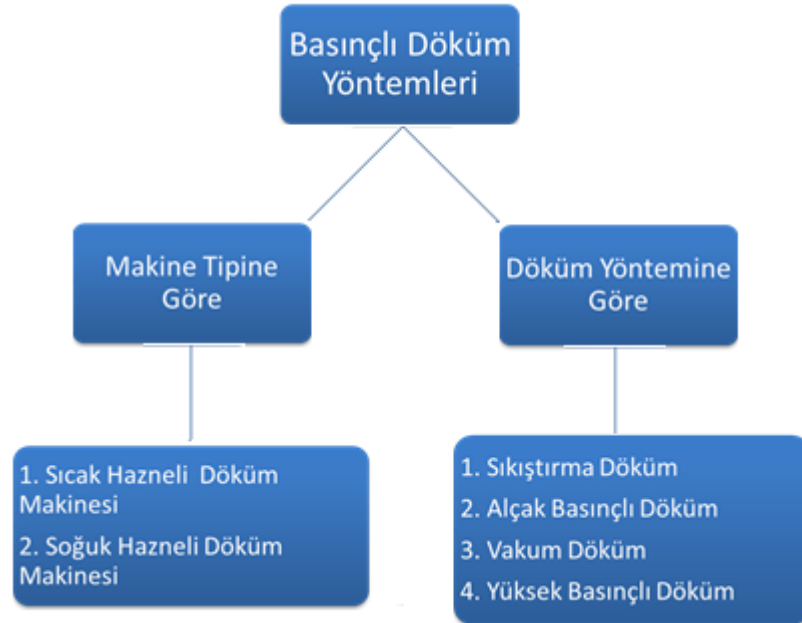 Basınçlı Döküm
Yöntemleri
Makine Tipine
Göre
Döküm Yöntemine
Göre
1. Sıcak Hazneli Döküm
Makinesi
2. Soğuk Hazneli Döküm
Makinesi
1. Sıkıştırma Döküm
2. Alçak Basınçlı Döküm
3. Vakum Döküm
4. Yüksek Basınçlı Döküm